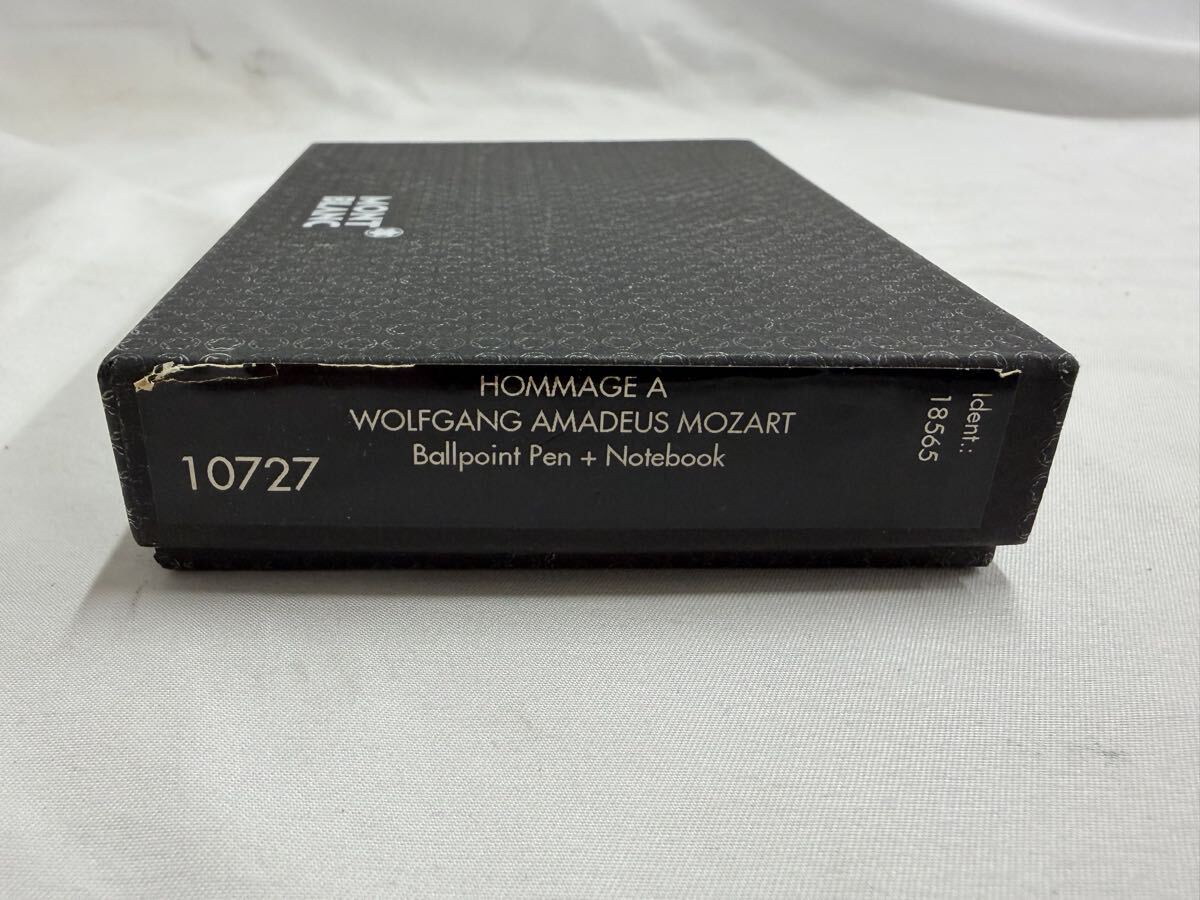 MONT
BLANC
HOMMAGE A
WOLFGANG AMADEUS MOZART
Ballpoint Pen + Notebook
10727
Ident.:
18565